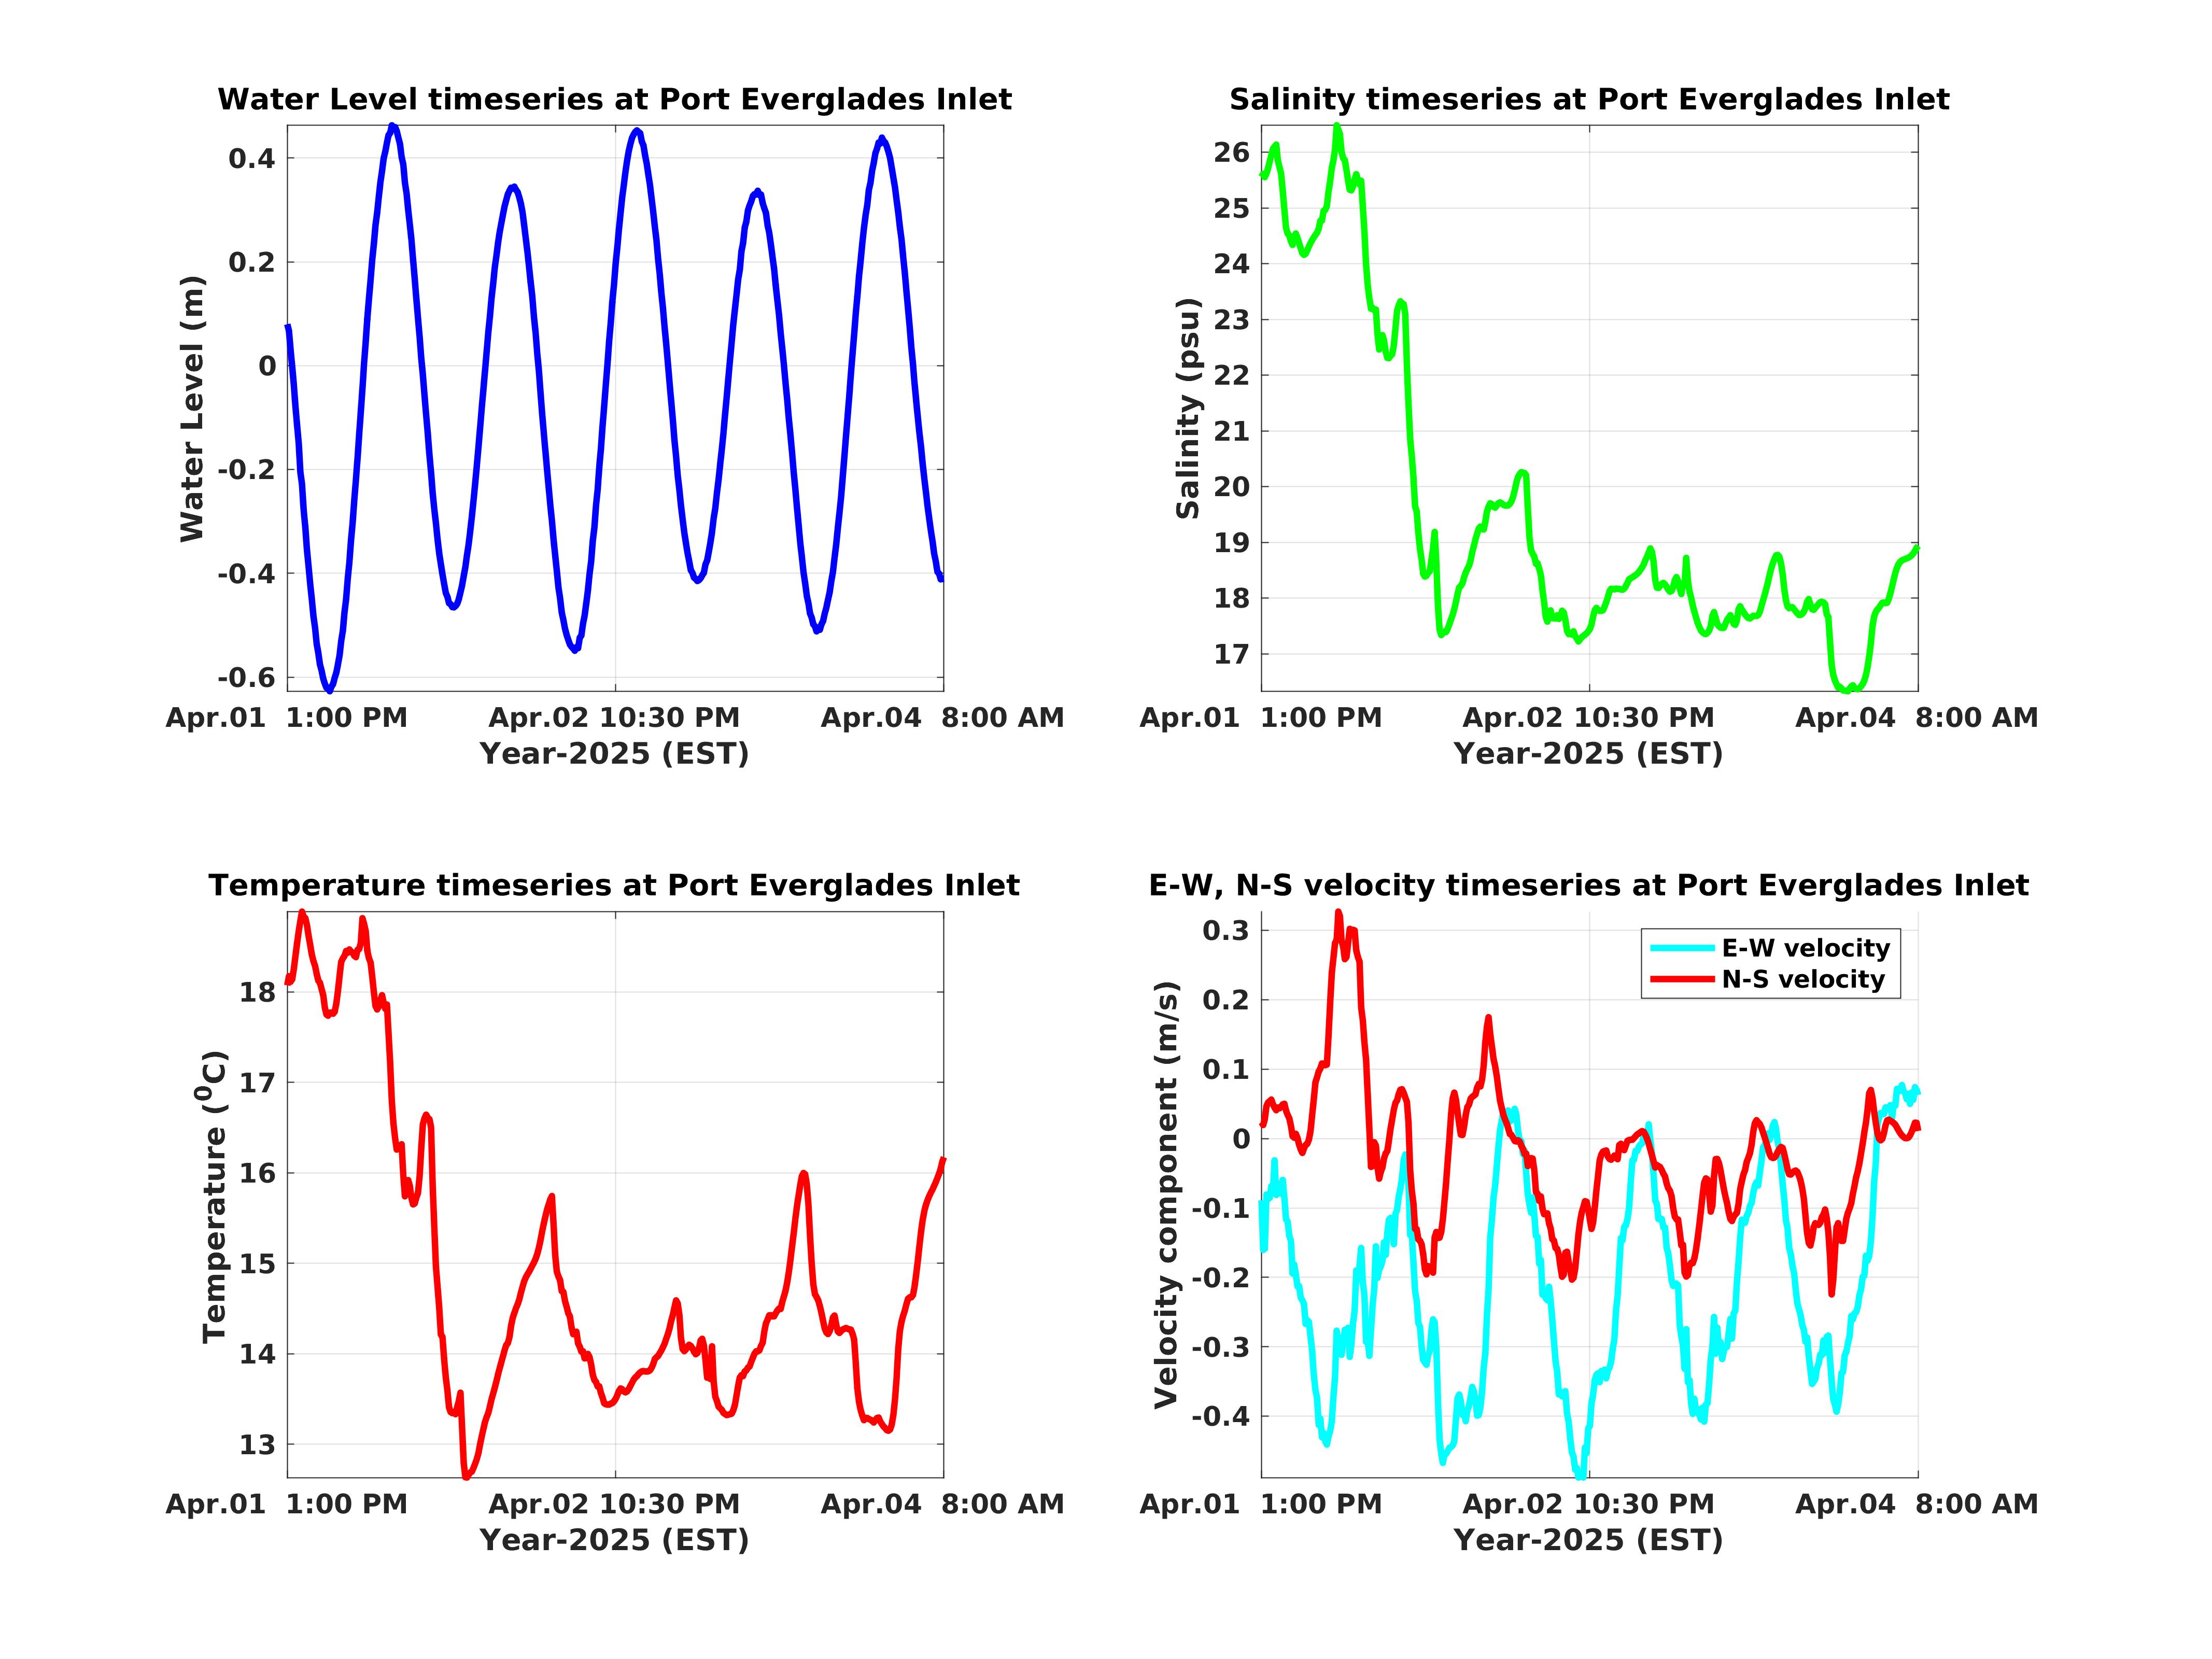 Water Level timeseries at Port Everglades Inlet
Water Level (m)
0.4
0.2
0
-0.2
-0.4
-0.6
Apr.01 1:00 PM
Apr.02 10:30 PM
Apr.04 8:00 AM
Year-2025 (EST)
Salinity timeseries at Port Everglades Inlet
Salinity (psu)
26
25
24
23
22
21
20
19
18
17
Apr.01 1:00 PM
Apr.02 10:30 PM
Apr.04 8:00 AM
Year-2025 (EST)
Temperature timeseries at Port Everglades Inlet
Temperature (⁰C)
18
17
16
15
14
13
Apr.01 1:00 PM
Apr.02 10:30 PM
Apr.04 8:00 AM
Year-2025 (EST)
E-W, N-S velocity timeseries at Port Everglades Inlet
Velocity component (m/s)
0.3
0.2
0.1
0
-0.1
-0.2
-0.3
-0.4
E-W velocity
N-S velocity
Apr.01 1:00 PM
Apr.02 10:30 PM
Apr.04 8:00 AM
Year-2025 (EST)